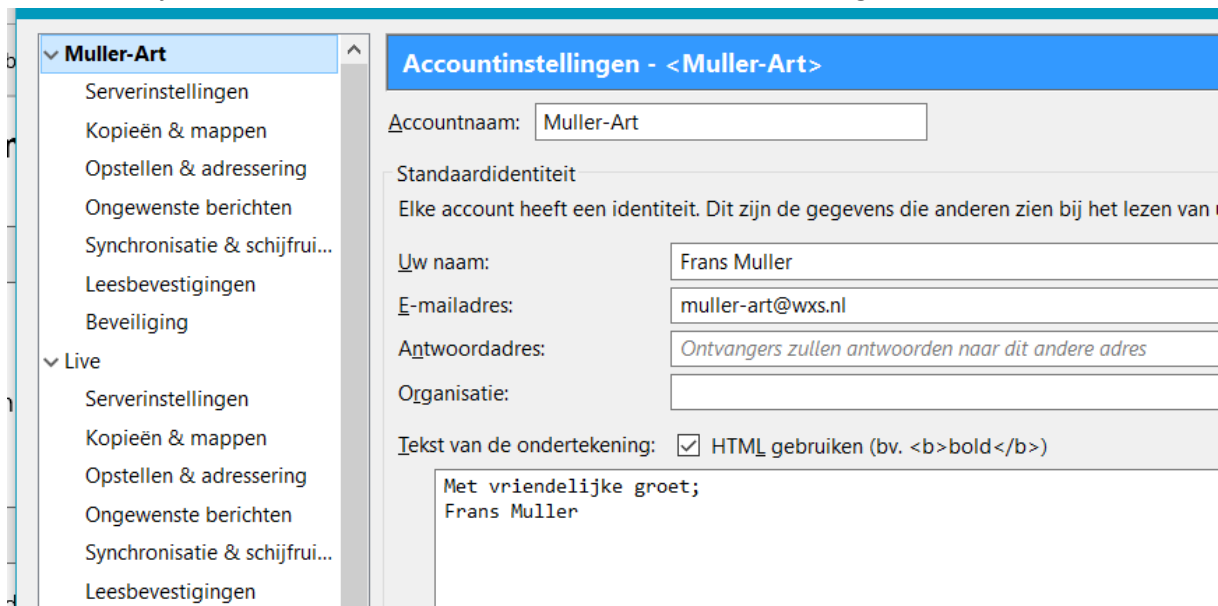 Muller-Art
Serverinstellingen
Kopieën & mappen
Opstellen & adressering
Ongewenste berichten
Synchronisatie & schijfrui...
Leesbevestigingen
Beveiliging
Live
Serverinstellingen
Kopieën & mappen
Opstellen & adressering
Ongewenste berichten
Synchronisatie & schijfrui...
Leesbevestigingen
Accountinstellingen - <Muller-Art>
Accountnaam: Muller-Art
Standaardidentiteit
Elke account heeft een identiteit. Dit zijn de gegevens die anderen zien bij het lezen van
Uw naam: Frans Muller
E-mailadres: muller-art@wxs.nl
Antwoordadres: Ontvangers zullen antwoorden naar dit andere adres
Organisatie:
Tekst van de ondertekening: HTML gebruiken (bv. <b>bold</b>)
Met vriendelijke groet;
Frans Muller